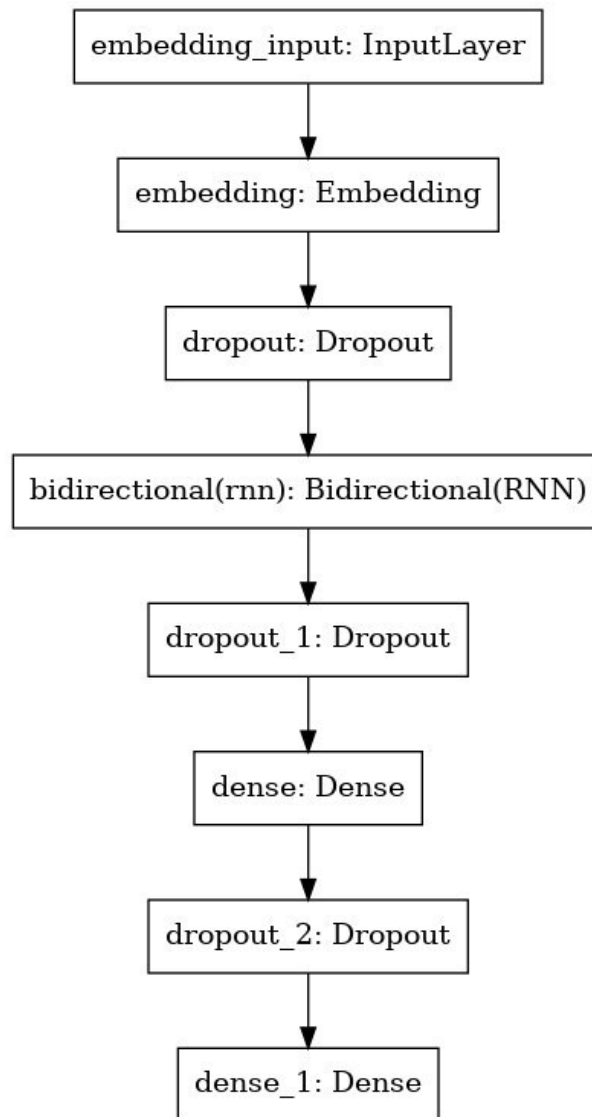 embedding_input: InputLayer
embedding: Embedding
dropout: Dropout
bidirectional(rnn): Bidirectional(RNN)
dropout_1: Dropout
dense: Dense
dropout_2: Dropout
dense_1: Dense